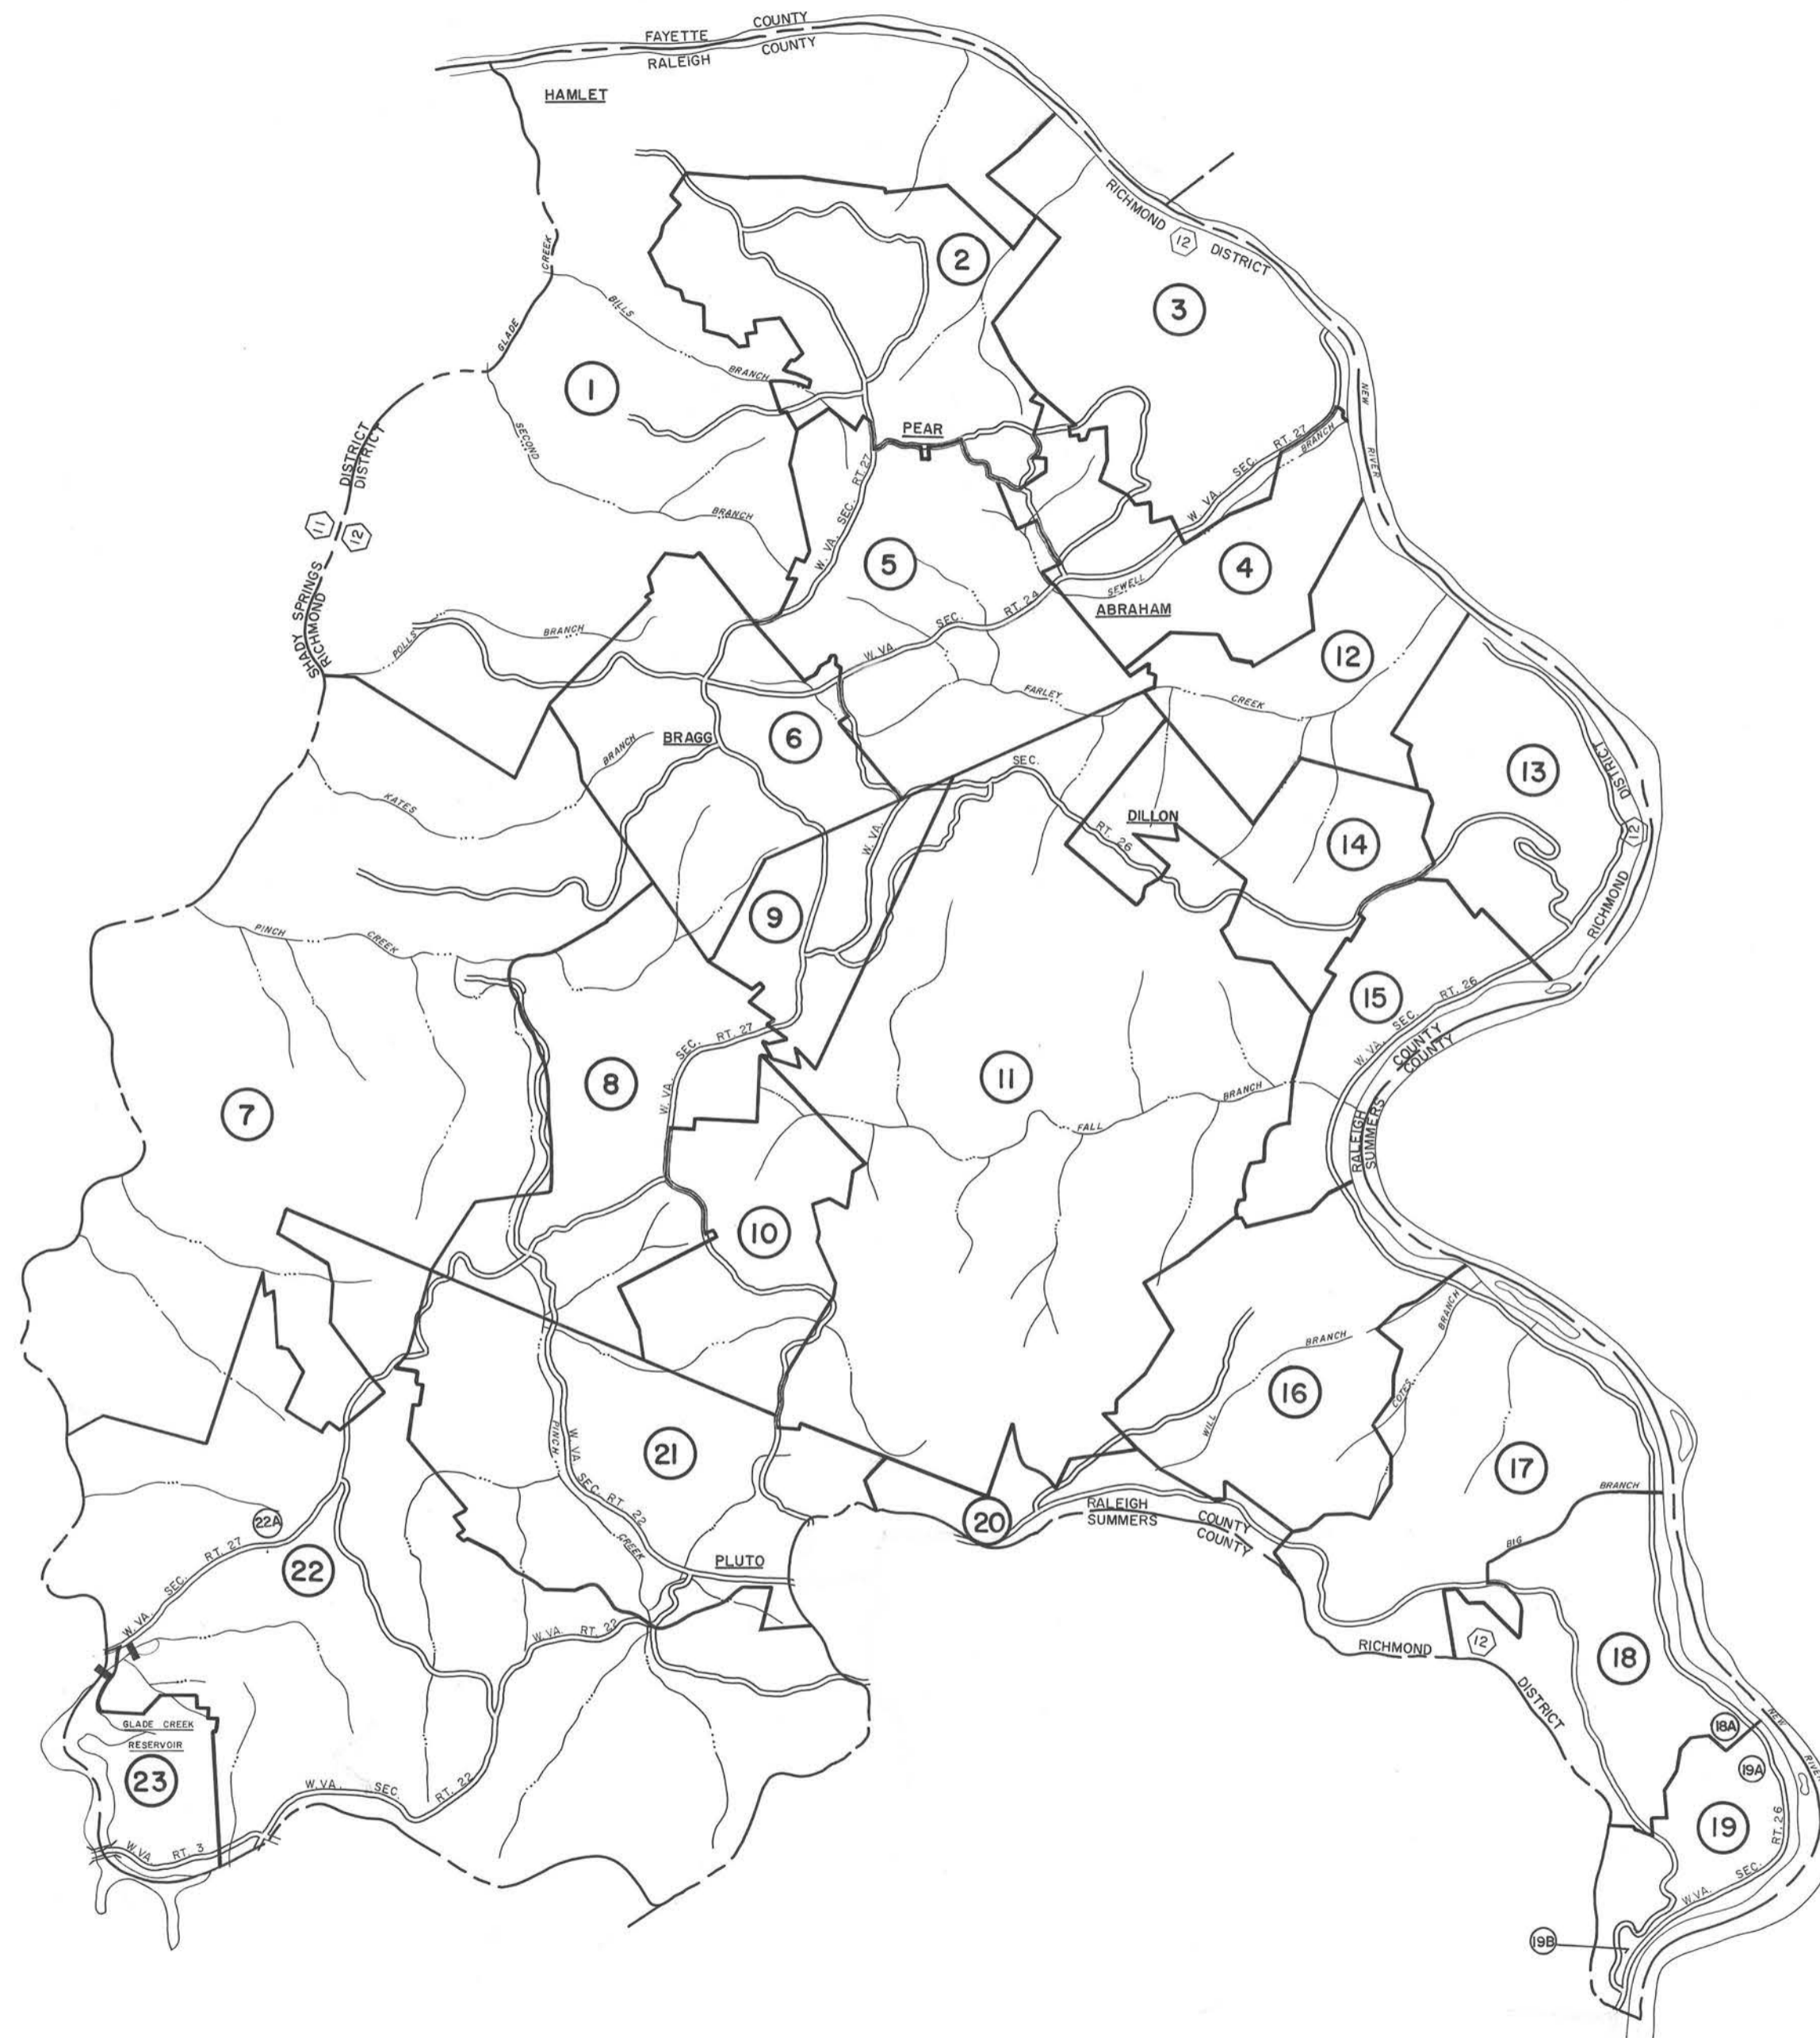 FAYETTE COUNTY
RALEIGH COUNTY
HAMLET
RICHMOND 12 DISTRICT
2
3
CREEK
GLADE
BILLS
BRANCH
1
NEW
RIVER
SECOND
BRANCH
PEAR
W. VA. SEC. RT. 27
BRANCH
W. VA. SEC. RT. 27
DISTRICT
DISTRICT
11
12
SHADY SPRINGS
RICHMOND
5
4
SEWELL
ABRAHAM
W. VA. SEC. RT. 24
POLLS
BRANCH
12
FARLEY
CREEK
BRAGG
6
BRANCH
KATES
13
DISTRICT
12
RICHMOND
W. VA. SEC. RT. 26
DILLON
14
9
PINCH
CREEK
15
W. VA. SEC. RT. 26
COUNTY
COUNTY
RALEIGH
SUMMERS
W. VA. SEC. RT. 27
8
7
11
FALL
BRANCH
10
BRANCH
WILL
16
BRANCH
COTES
17
BRANCH
BIG
21
PINCH
CREEK
W. VA. SEC. RT. 22
20
RALEIGH COUNTY
SUMMERS COUNTY
PLUTO
22A
22
W. VA. SEC. RT. 27
W. VA. RT. 22
RICHMOND
12
DISTRICT
18
18A
NEW
RIVER
19A
19
RT. 26
W. VA. SEC.
19B
GLADE CREEK
RESERVOIR
23
W. VA. SEC. RT. 22
W. VA. RT. 3